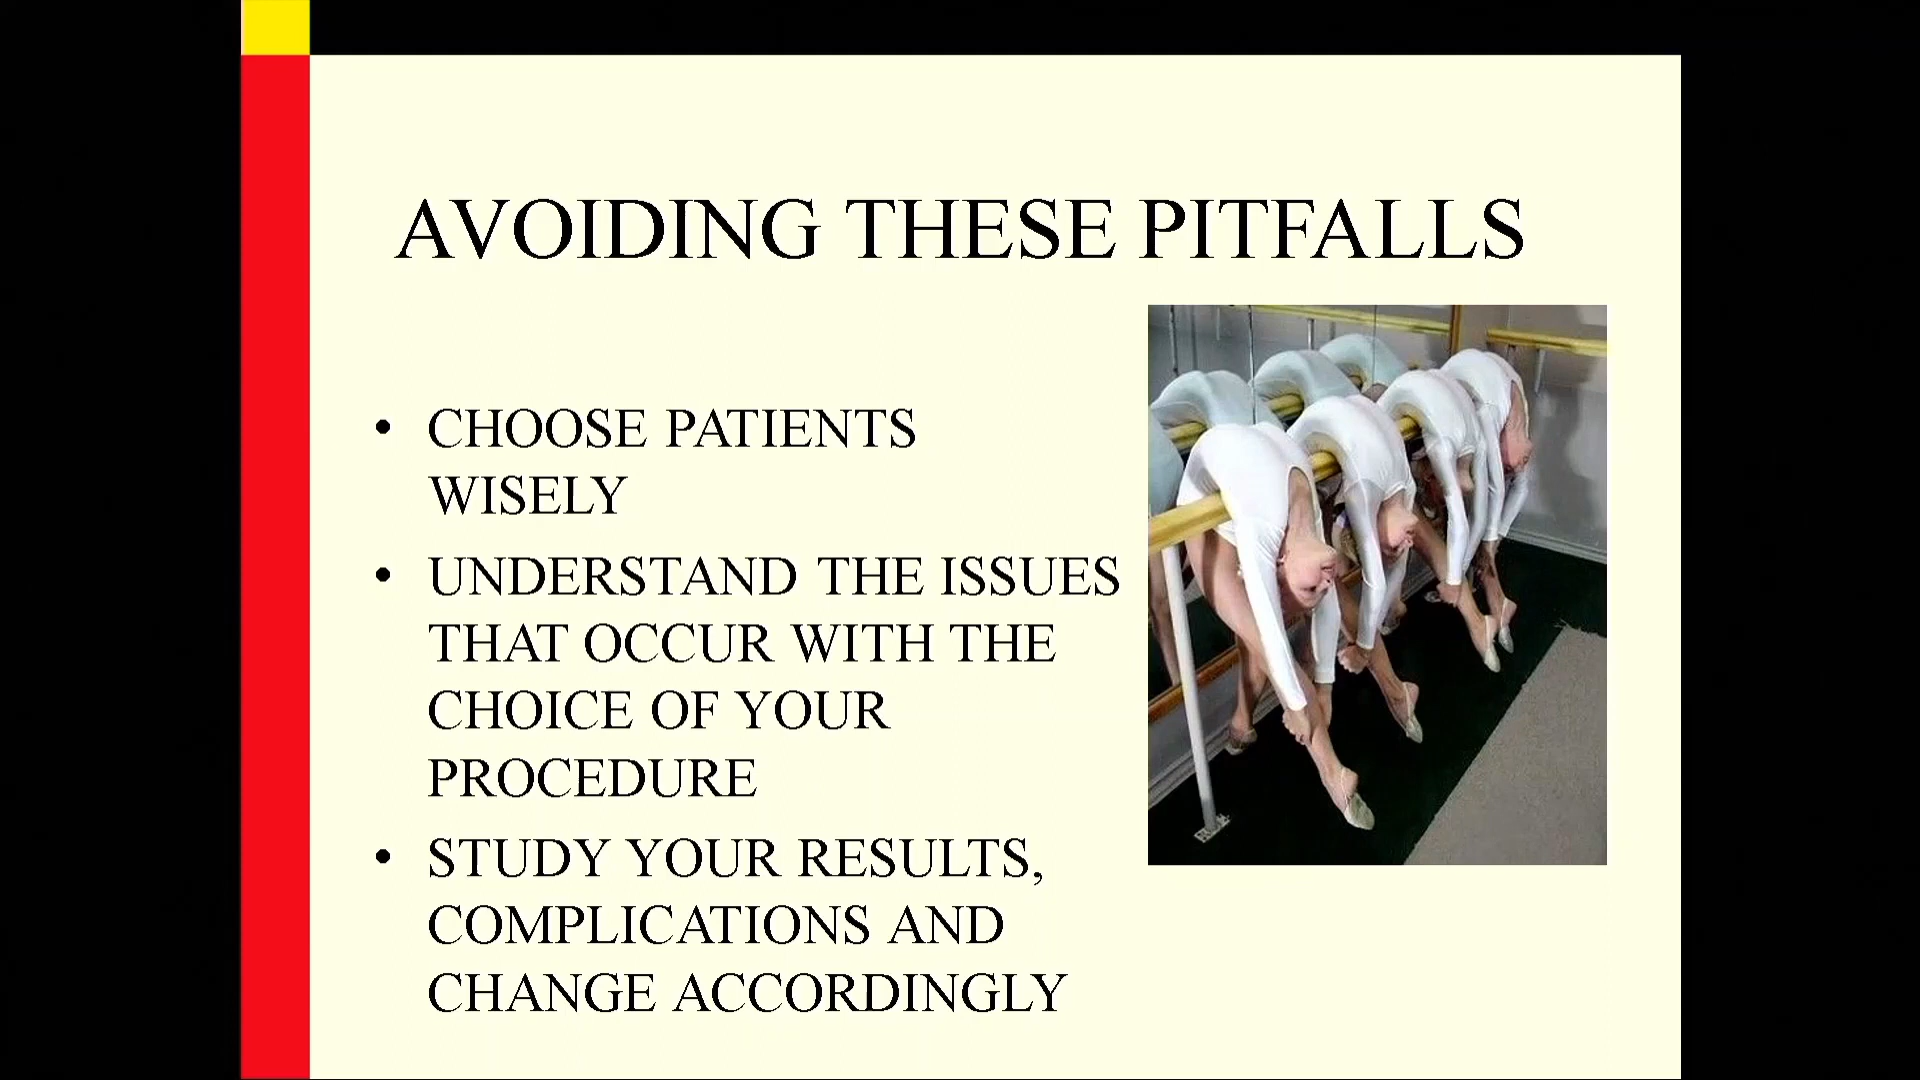 AVOIDING THESE PITFALLS
• CHOOSE PATIENTS
WISELY
• UNDERSTAND THE ISSUES
THAT OCCUR WITH THE
CHOICE OF YOUR
PROCEDURE
• STUDY YOUR RESULTS,
COMPLICATIONS AND
CHANGE ACCORDINGLY